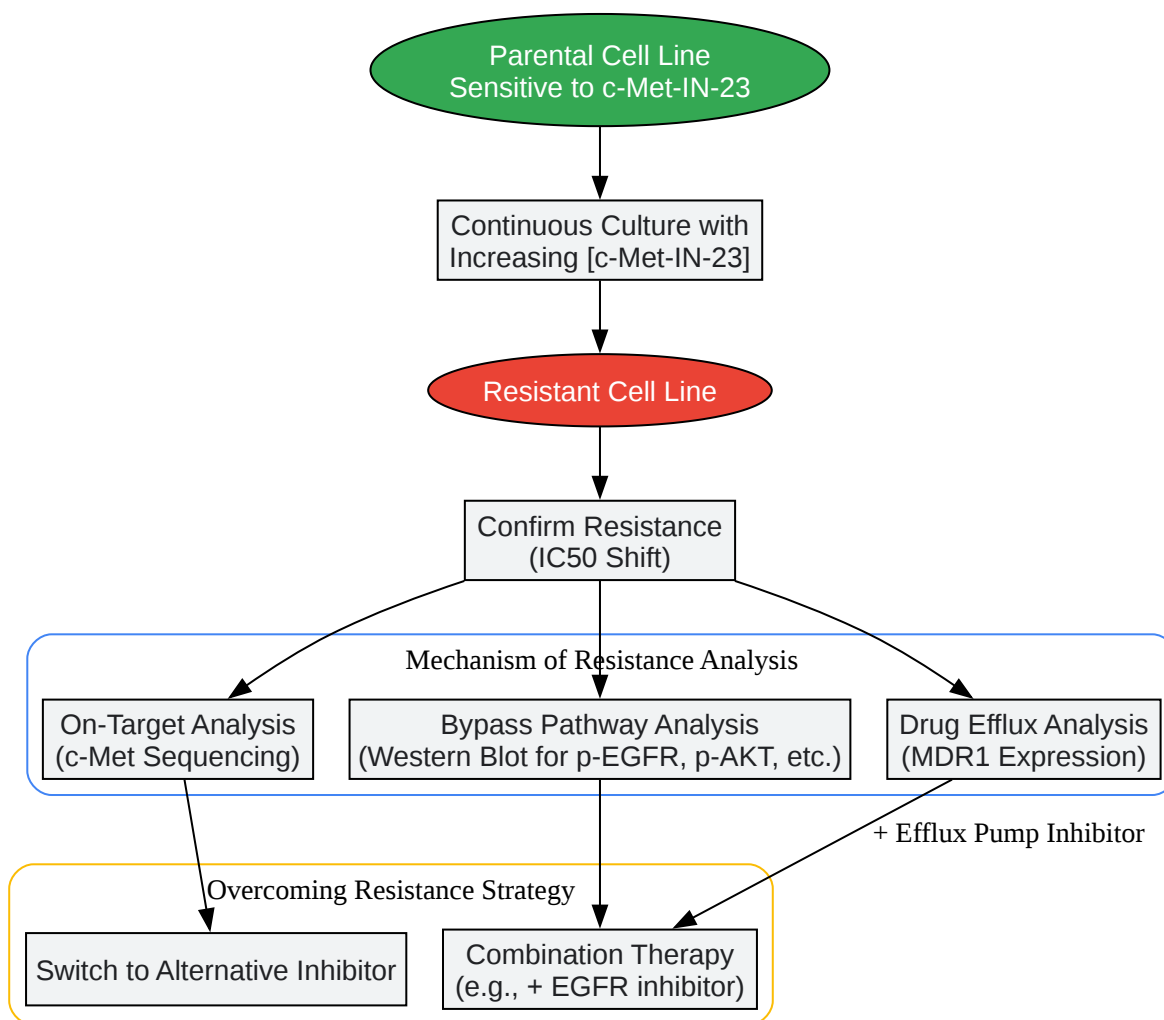 Parental Cell Line
Sensitive to c-Met-IN-23
Continuous Culture with
Increasing [c-Met-IN-23]
Resistant Cell Line
Confirm Resistance
(IC50 Shift)
Mechanism of Resistance Analysis
On-Target Analysis
(c-Met Sequencing)
Bypass Pathway Analysis
(Western Blot for p-EGFR, p-AKT, etc.)
Drug Efflux Analysis
(MDR1 Expression)
+ Efflux Pump Inhibitor
Overcoming Resistance Strategy
Switch to Alternative Inhibitor
Combination Therapy
(e.g., + EGFR inhibitor)